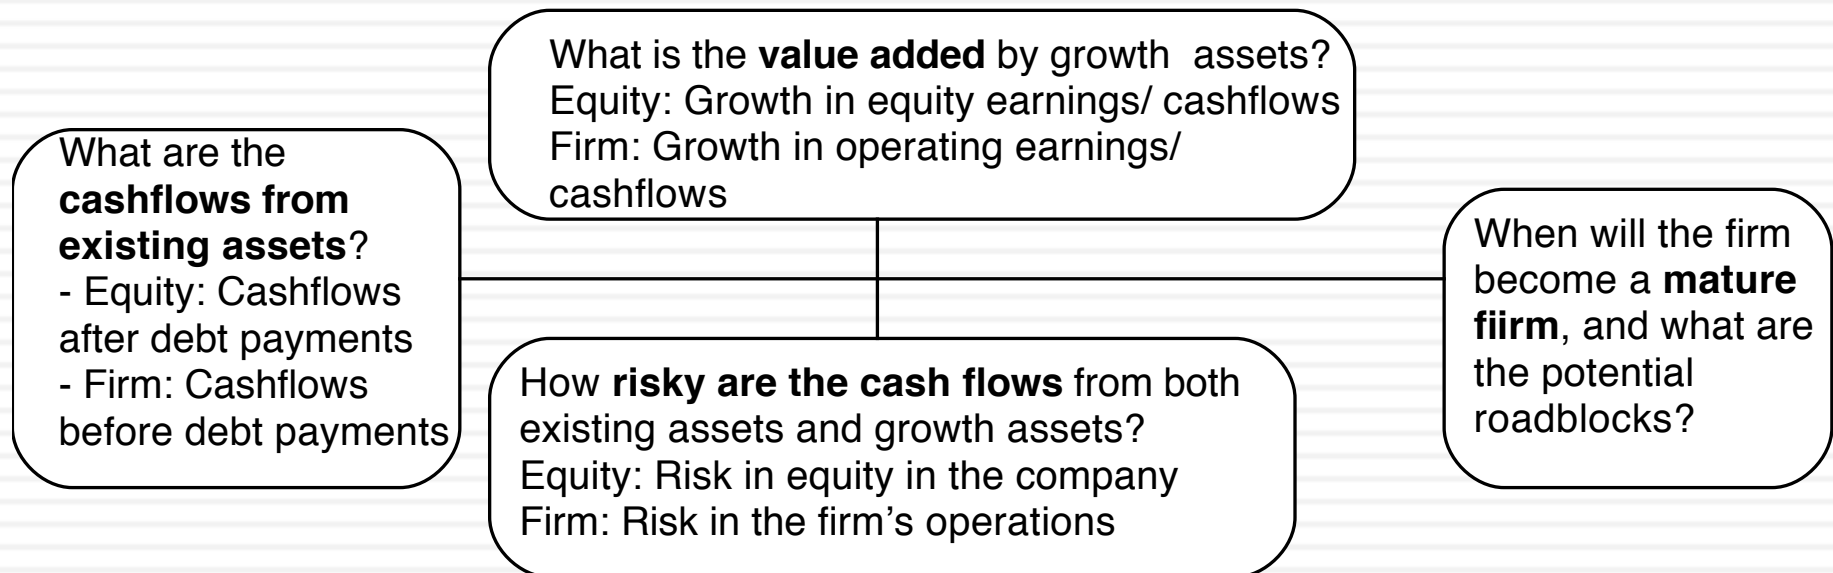 What is the value added by growth assets?
Equity: Growth in equity earnings/ cashflows
Firm: Growth in operating earnings/
cashflows
What are the
cashflows from
existing assets?
- Equity: Cashflows
after debt payments
- Firm: Cashflows
before debt payments
When will the firm
become a mature
fiirm, and what are
the potential
roadblocks?
How risky are the cash flows from both
existing assets and growth assets?
Equity: Risk in equity in the company
Firm: Risk in the firm’s operations